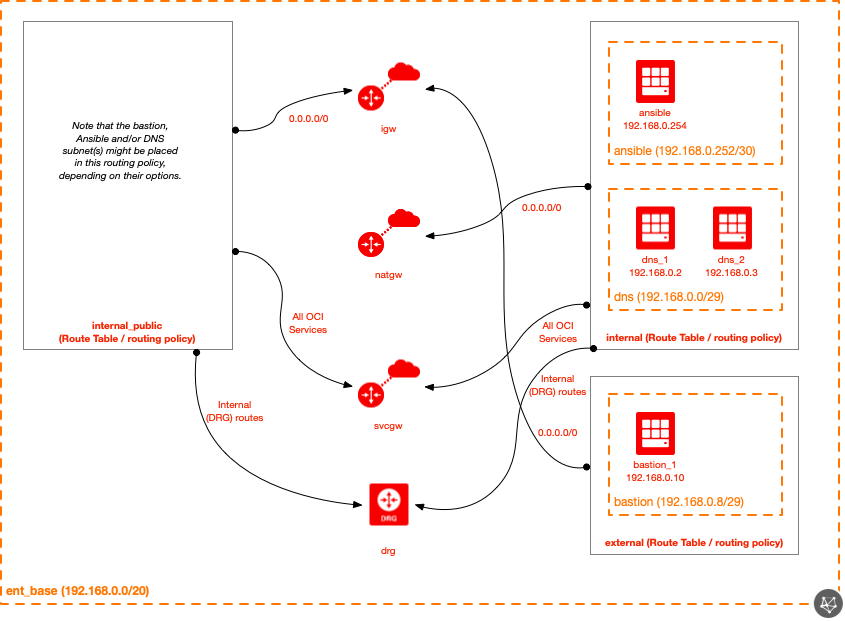 Note that the bastion,
Ansible and/or DNS
subnet(s) might be placed
in this routing policy,
depending on their options.
internal_public
(Route Table / routing policy)
0.0.0.0/0
All OCI
Services
Internal
(DRG) routes
igw
natgw
svcgw
DRG
drg
0.0.0.0/0
All OCI
Services
Internal
(DRG) routes
0.0.0.0/0
ansible
192.168.0.254
ansible (192.168.0.252/30)
dns_1
192.168.0.2
dns_2
192.168.0.3
dns (192.168.0.0/29)
internal (Route Table / routing policy)
bastion_1
192.168.0.10
bastion (192.168.0.8/29)
external (Route Table / routing policy)
ent_base (192.168.0.0/20)